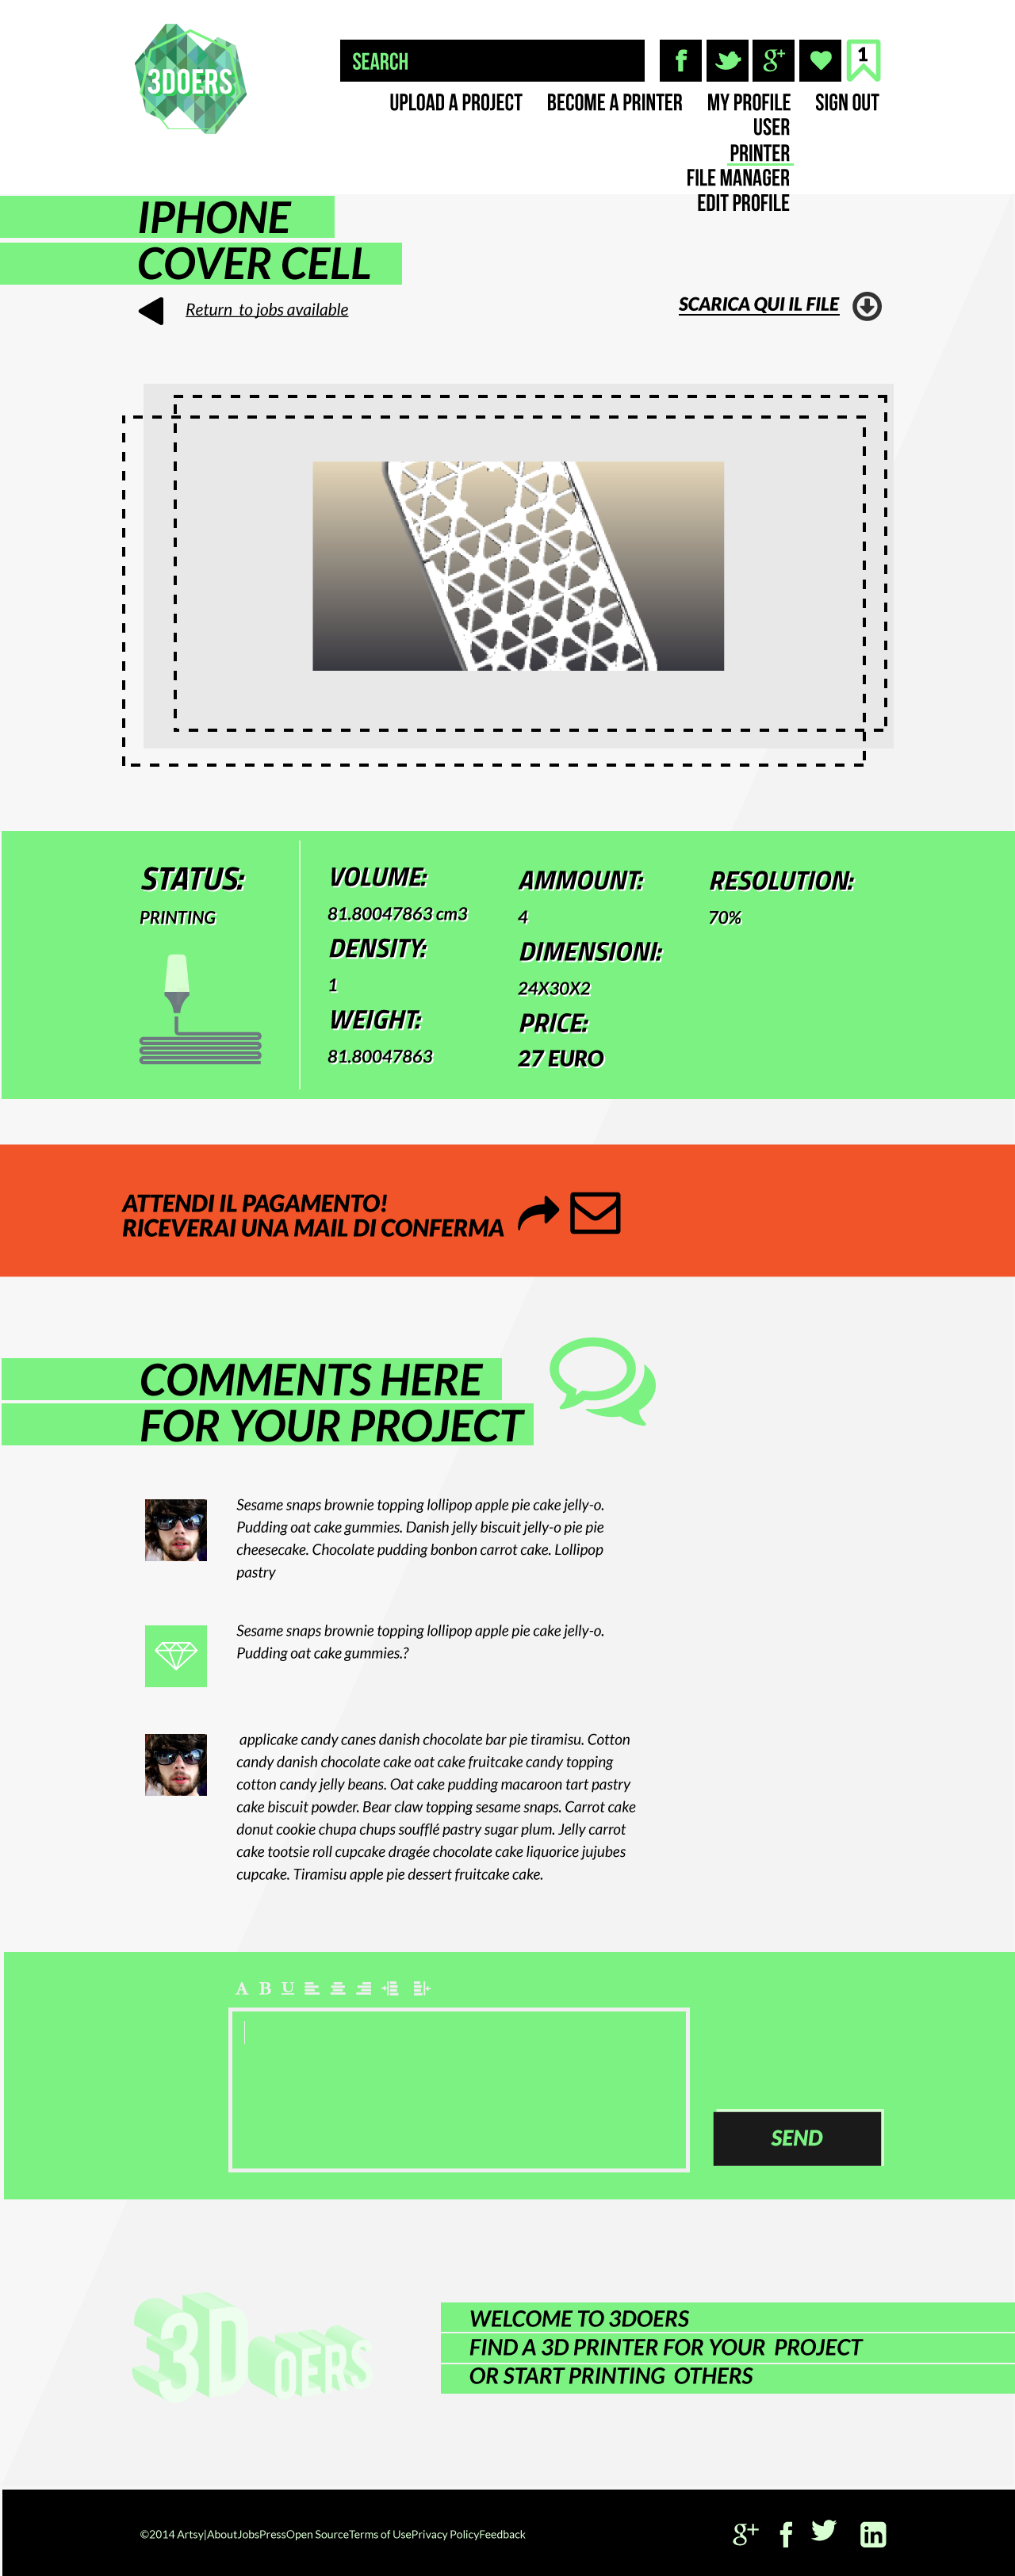 3DOERS
SEARCH
1
UPLOAD A PROJECT BECOME A PRINTER MY PROFILE SIGN OUT
USER
PRINTER
FILE MANAGER
EDIT PROFILE
IPHONE
COVER CELL
Return to jobs available
SCARICA QUI IL FILE
STATUS:
PRINTING
VOLUME:
81.80047863 cm3
DENSITY:
1
WEIGHT:
81.80047863
AMMOUNT:
4
DIMENSIONI:
24X30X2
PRICE:
27 EURO
RESOLUTION:
70%
ATTENDI IL PAGAMENTO!
RICEVERAI UNA MAIL DI CONFERMA
COMMENTS HERE
FOR YOUR PROJECT
Sesame snaps brownie topping lollipop apple pie cake jelly-o.
Pudding oat cake gummies. Danish jelly biscuit jelly-o pie pie
cheesecake. Chocolate pudding bonbon carrot cake. Lollipop
pastry
Sesame snaps brownie topping lollipop apple pie cake jelly-o.
Pudding oat cake gummies.?
applicake candy canes danish chocolate bar pie tiramisu. Cotton
candy danish chocolate cake oat cake fruitcake candy topping
cotton candy jelly beans. Oat cake pudding macaroon tart pastry
cake biscuit powder. Bear claw topping sesame snaps. Carrot cake
donut cookie chupa chups soufflé pastry sugar plum. Jelly carrot
cake tootsie roll cupcake dragée chocolate cake liquorice jujubes
cupcake. Tiramisu apple pie dessert fruitcake cake.
A B U
SEND
3DOERS
WELCOME TO 3DOERS
FIND A 3D PRINTER FOR YOUR PROJECT
OR START PRINTING OTHERS
©2014 Artsy|AboutJobsPressOpen SourceTerms of UsePrivacy PolicyFeedback